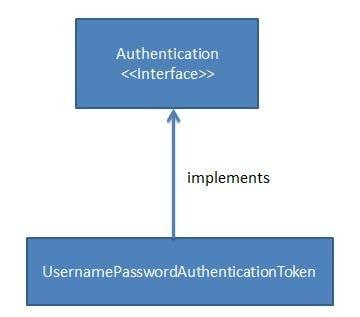 Authentication
<<Interface>>
implements
UsernamePasswordAuthenticationToken